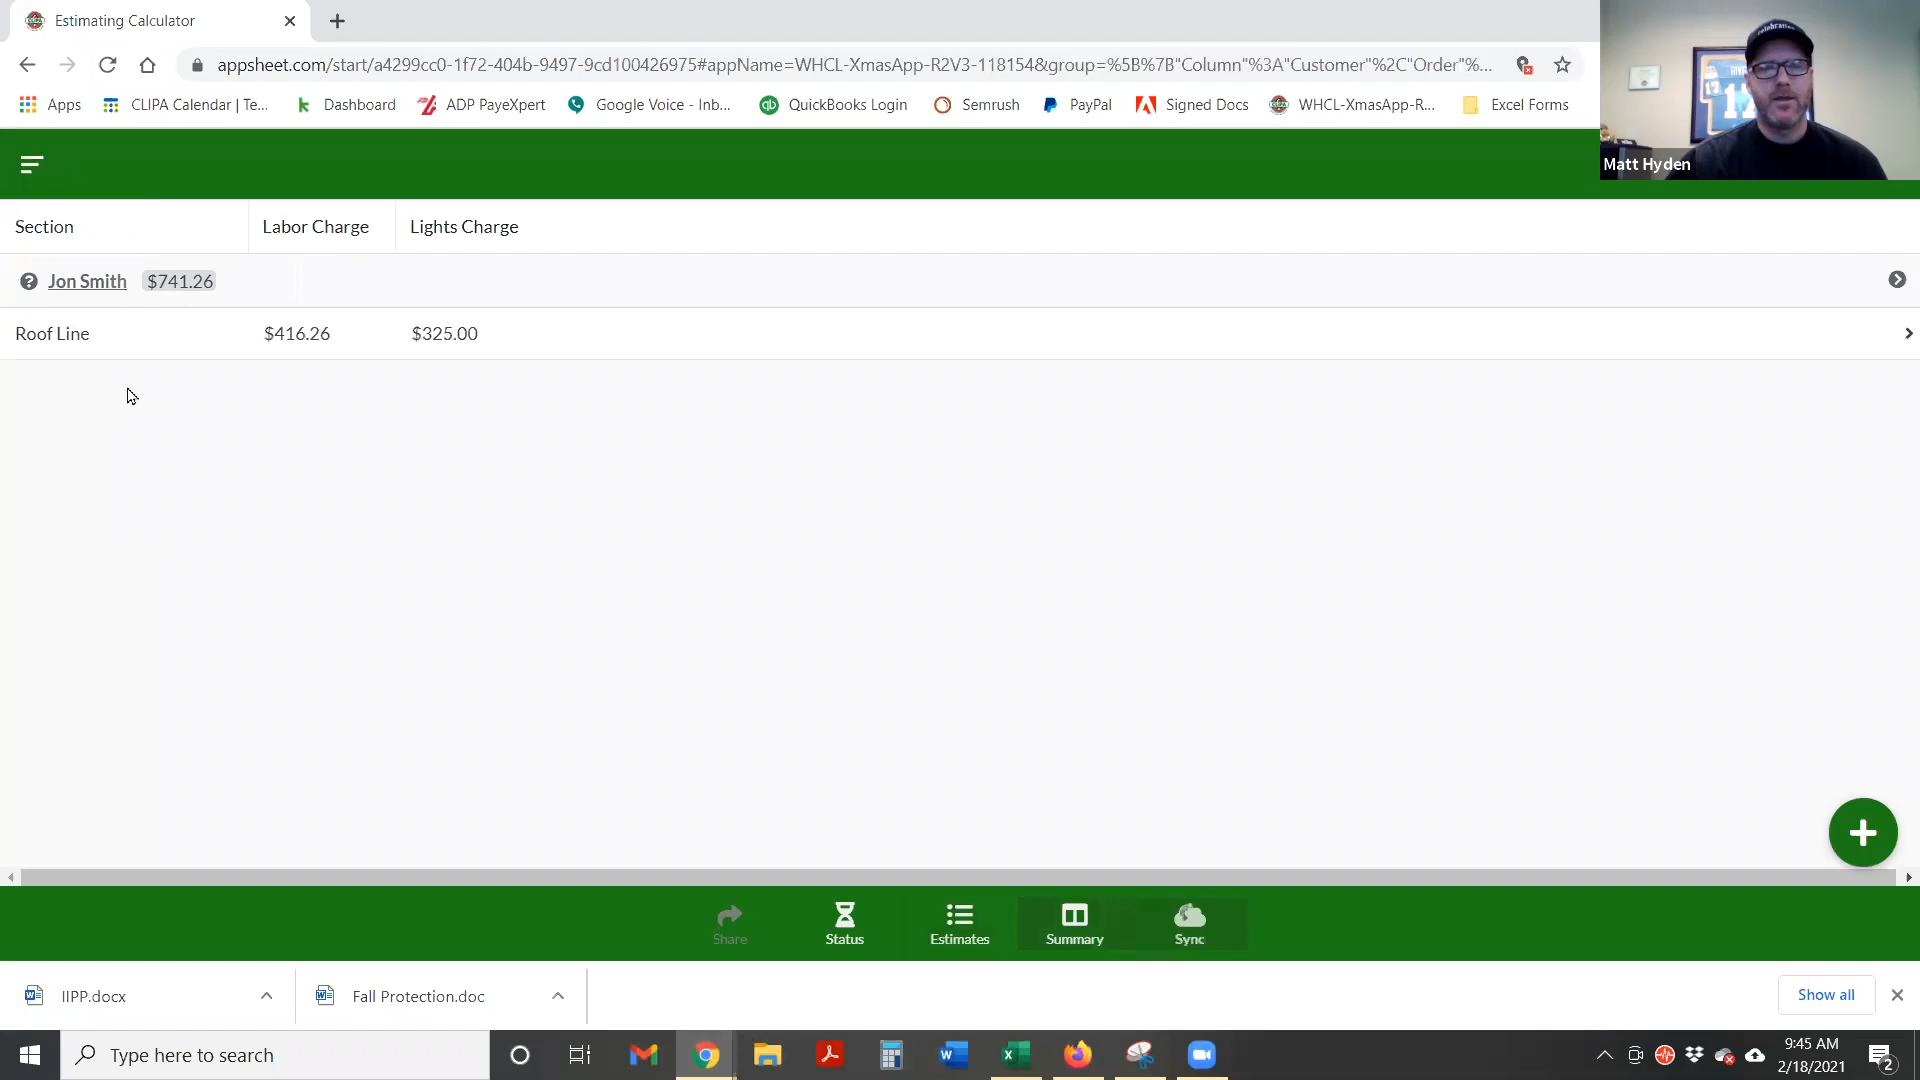 Estimating Calculator
appsheet.com/start/a4299cc0-1f72-404b-9497-9cd100426975#appName=WHCL-XmasApp-R2V3-118154&group=%5B%7B"Column"%3A"Customer"%2C"Order"%...
Apps CLIPA Calendar | Te... Dashboard ADP PayeXpert Google Voice - Inb... QuickBooks Login Semrush PayPal Signed Docs WHCL-XmasApp-R... Excel Forms
Matt Hyden
Section Labor Charge Lights Charge
Jon Smith $741.26
Roof Line $416.26 $325.00
Share Status Estimates Summary Sync
IIPP.docx Fall Protection.doc Show all
Type here to search
9:45 AM
2/18/2021
2